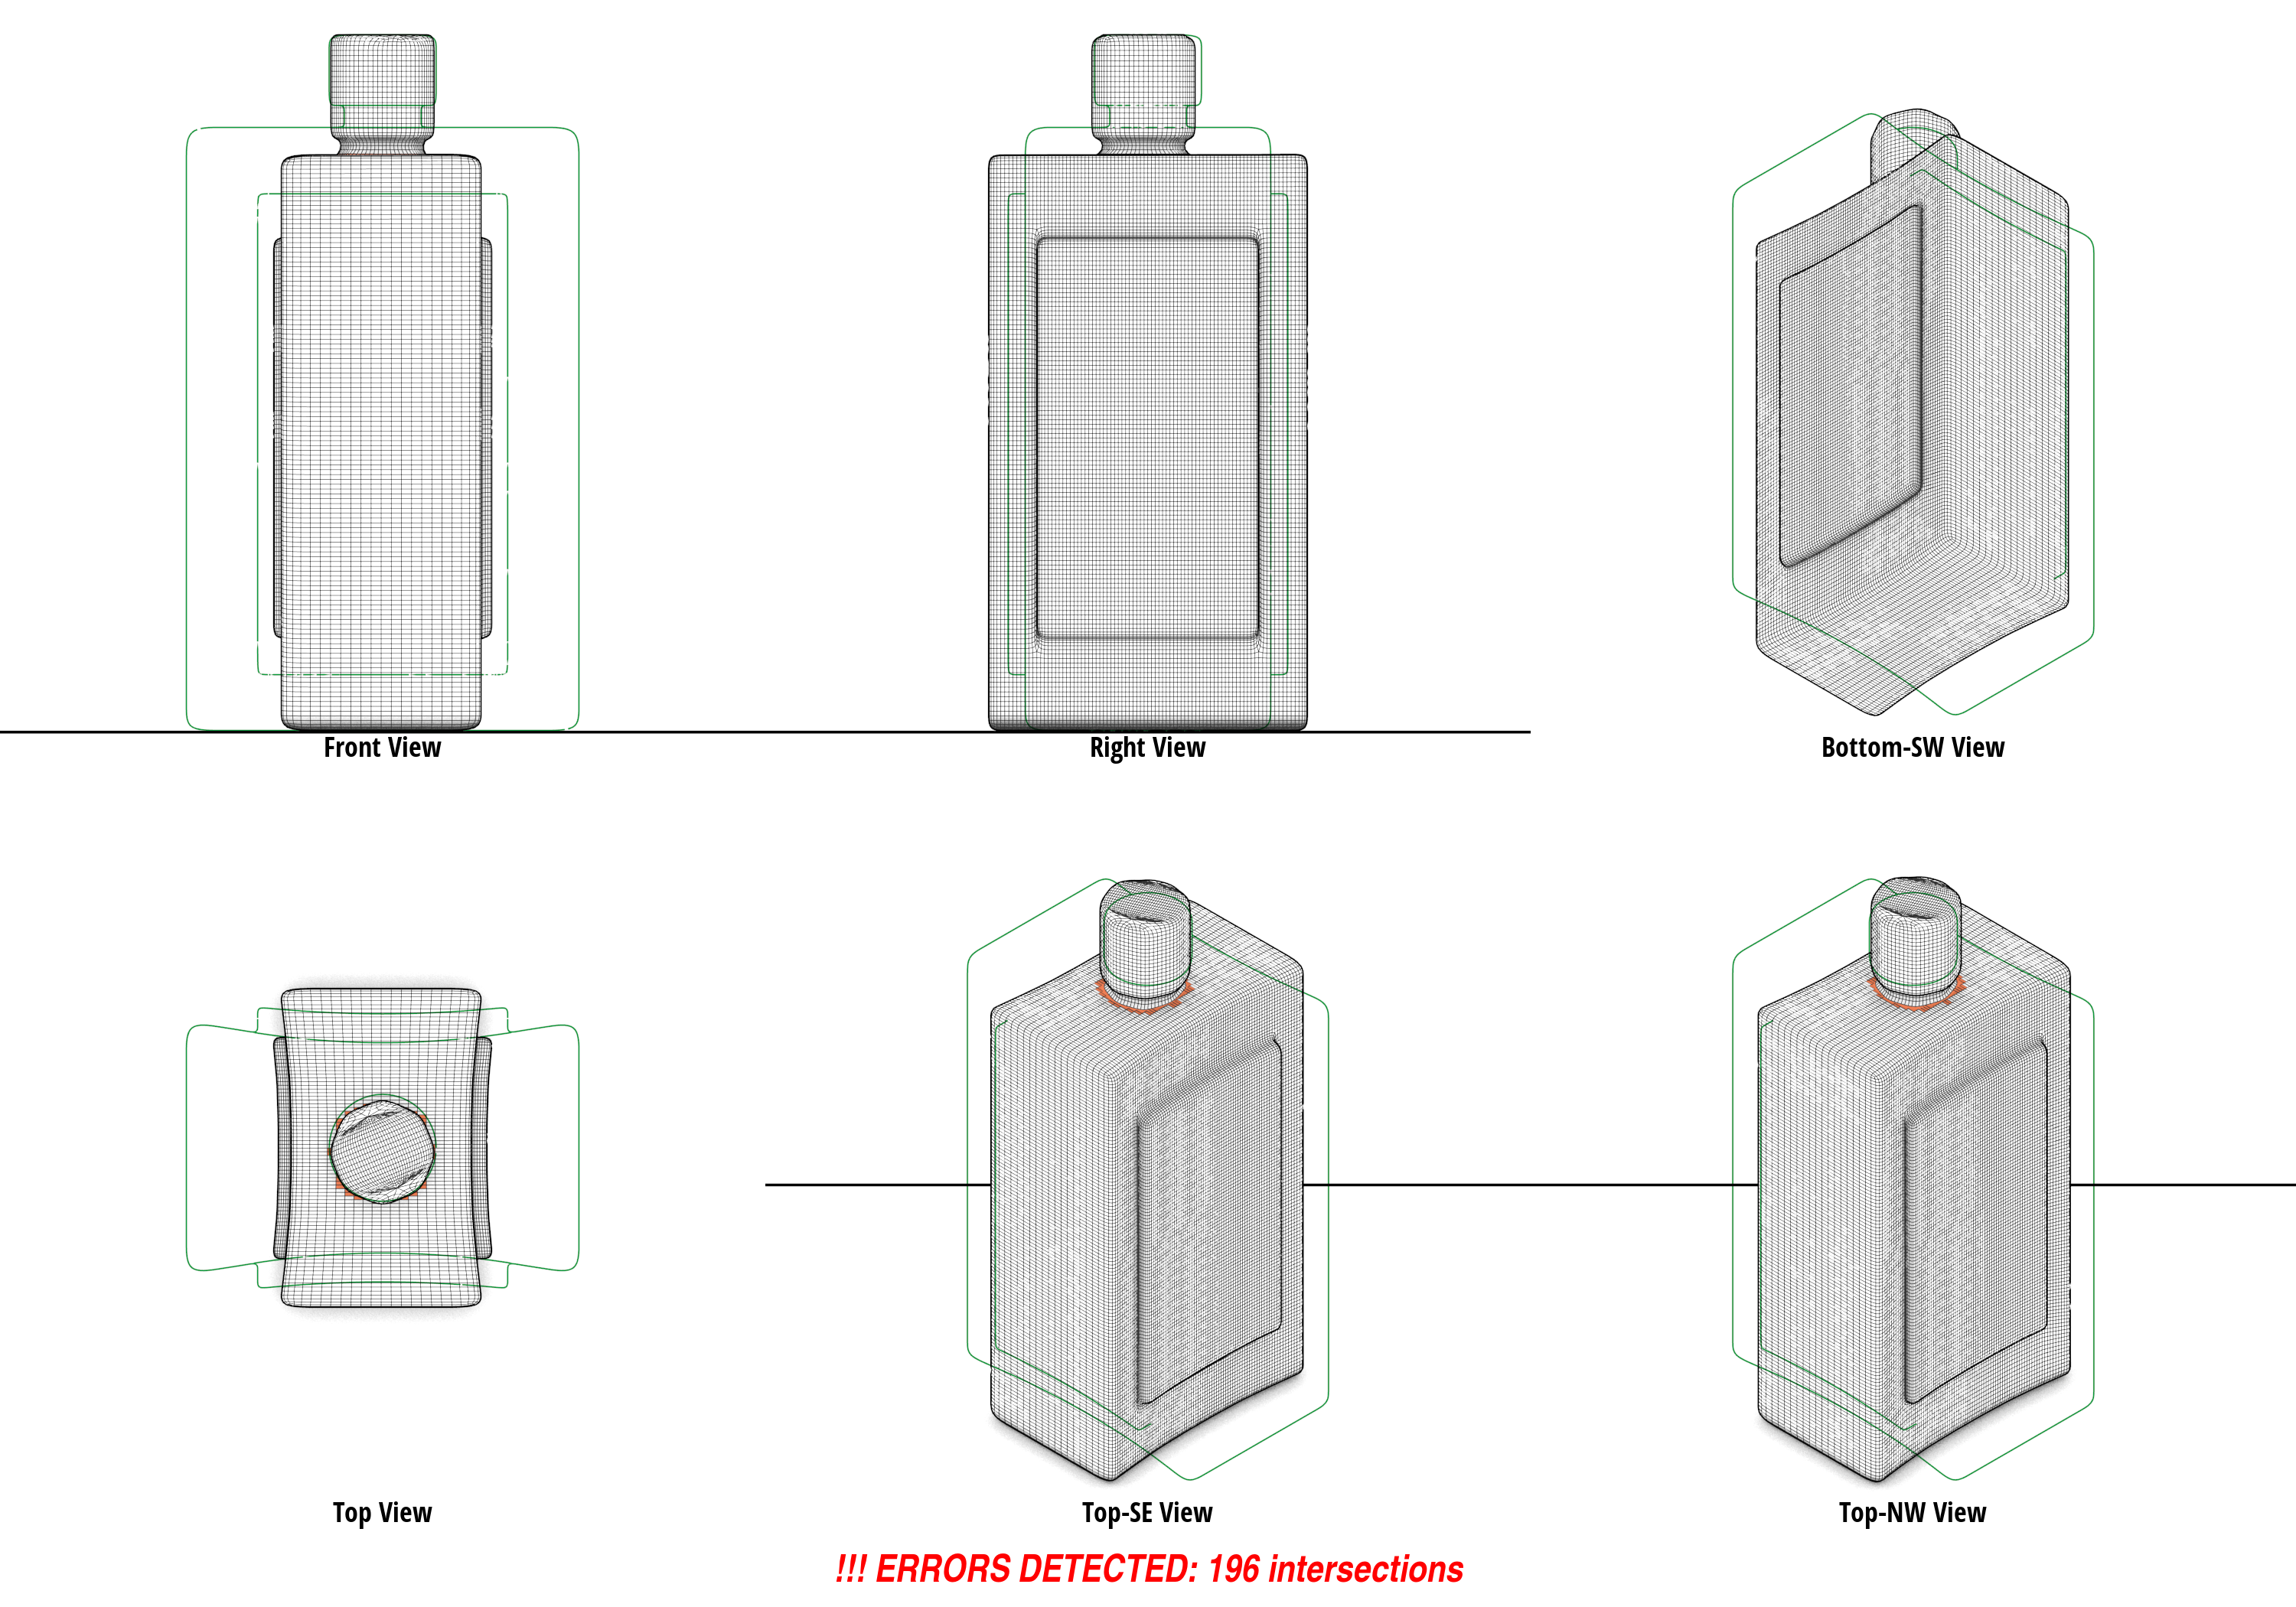 Front View
Right View
Bottom-SW View
Top View
Top-SE View
Top-NW View
!!! ERRORS DETECTED: 196 intersections